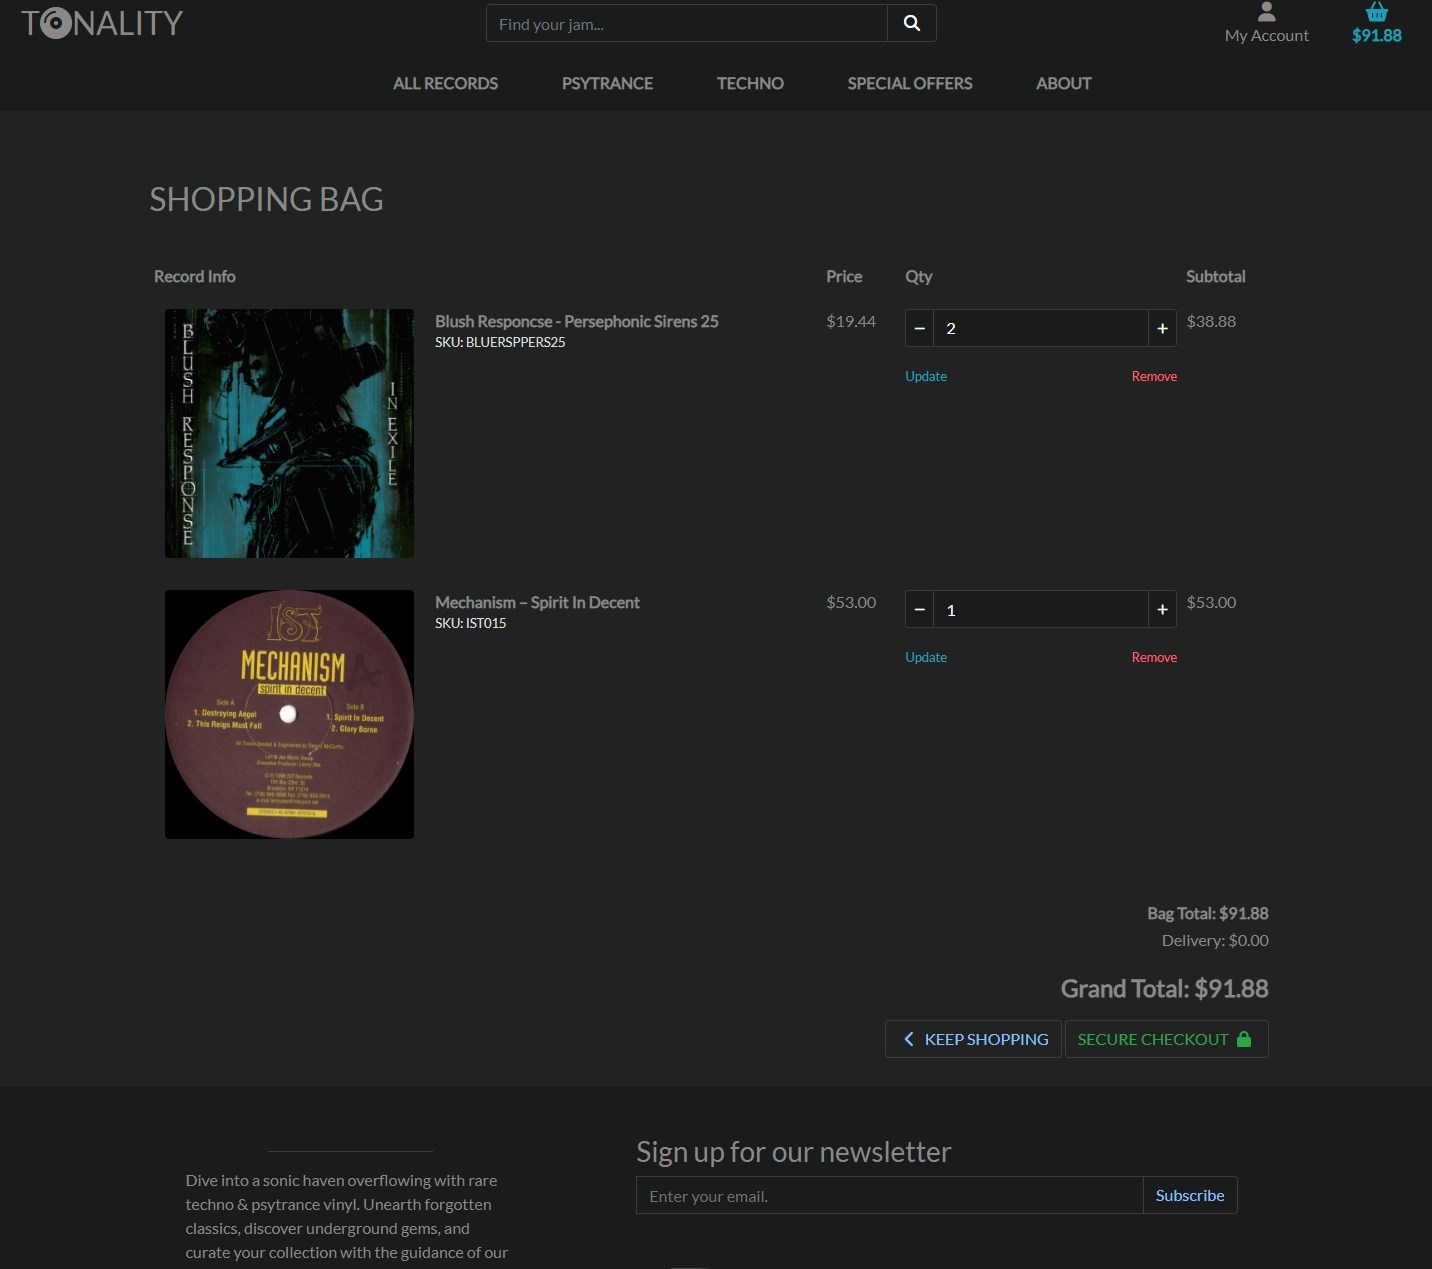 TONALITY
Find your jam...
My Account
$91.88
ALL RECORDS
PSYTRANCE
TECHNO
SPECIAL OFFERS
ABOUT
SHOPPING BAG
Record Info
Price
Qty
Subtotal
BLUSH RESPONSE
IN EXILE
Blush Responcse - Persephonic Sirens 25
SKU: BLUERSPPERS25
$19.44
2
$38.88
Update
Remove
IST
MECHANISM
spirit in decent
Side A
1. Destroying Angel
2. This Reign Must Fall
Side B
1. Spirit In Decent
2. Glory Borne
Mechanism – Spirit In Decent
SKU: IST015
$53.00
1
$53.00
Update
Remove
Bag Total: $91.88
Delivery: $0.00
Grand Total: $91.88
KEEP SHOPPING
SECURE CHECKOUT
Dive into a sonic haven overflowing with rare
techno & psytrance vinyl. Unearth forgotten
classics, discover underground gems, and
curate your collection with the guidance of our
Sign up for our newsletter
Enter your email.
Subscribe